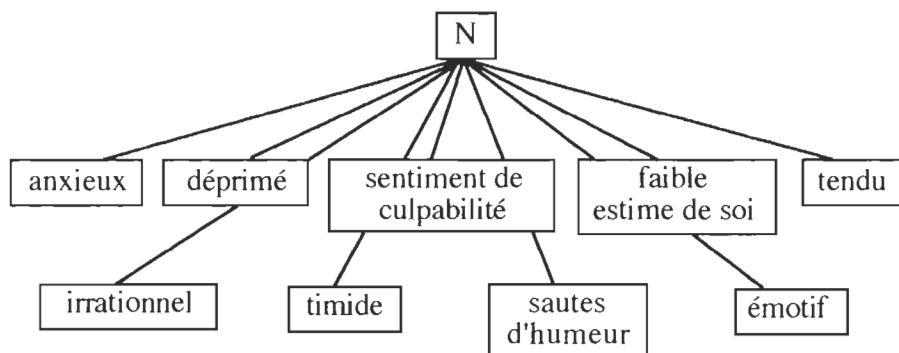 N
anxieux
déprimé
sentiment de
culpabilité
faible
estime de soi
tendu
irrationnel
timide
sautes
d'humeur
émotif